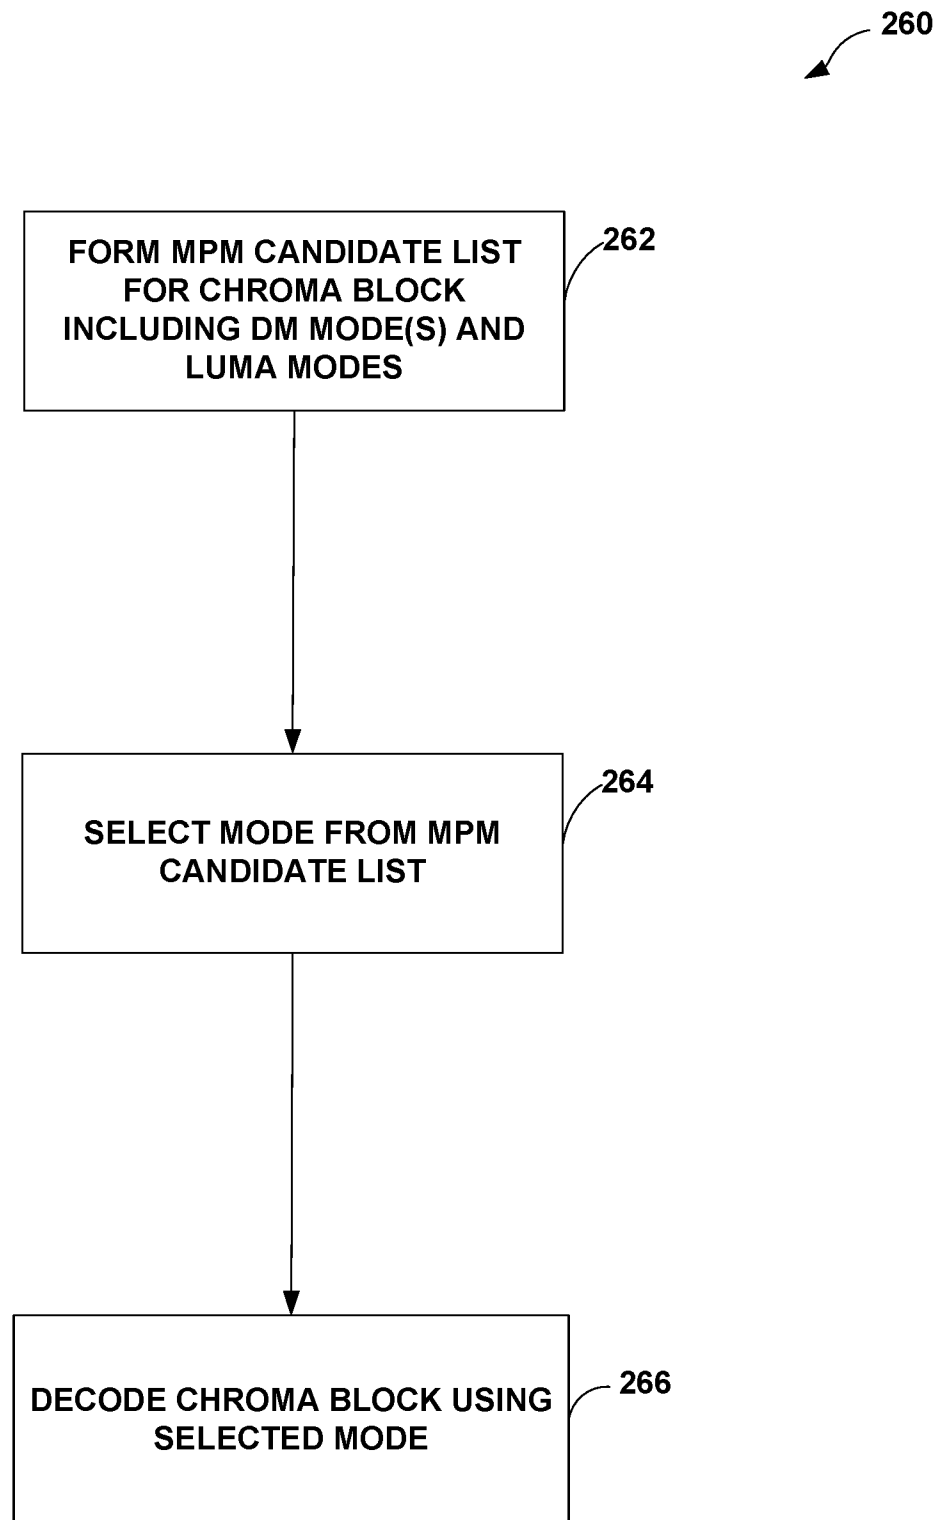 260
FORM MPM CANDIDATE LIST
FOR CHROMA BLOCK
INCLUDING DM MODE(S) AND
LUMA MODES
262
SELECT MODE FROM MPM
CANDIDATE LIST
264
DECODE CHROMA BLOCK USING
SELECTED MODE
266